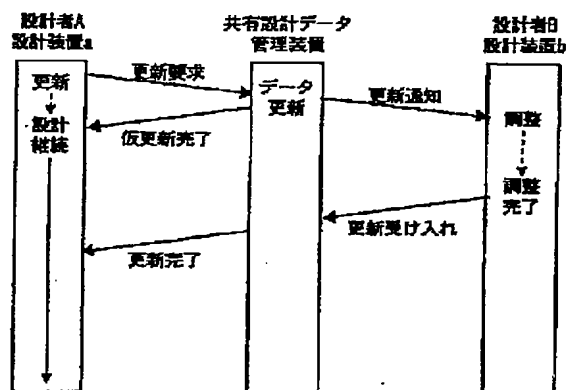 設計者A
設計装置a
共有設計データ
管理装置
設計者B
設計装置b
更新
設計
継続
更新要求
データ
更新
仮更新完了
更新通知
調整
調整
完了
更新受け入れ
更新完了